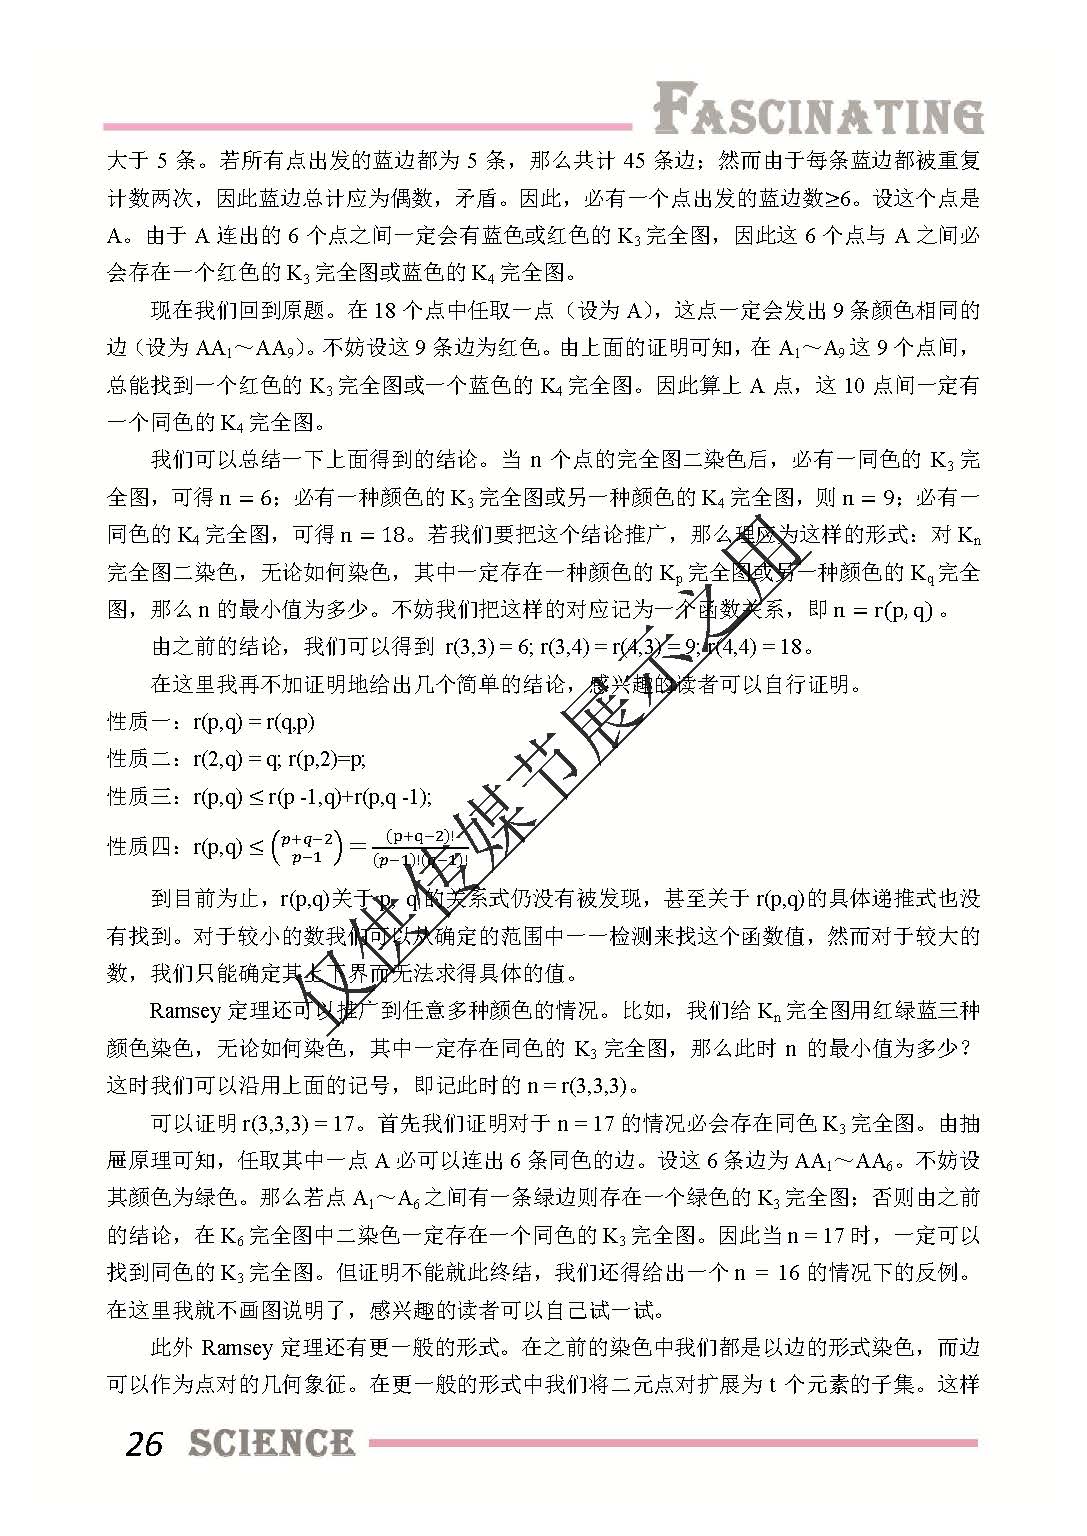 FASCINATING
大于 5 条。若所有点出发的蓝边都为 5 条，那么共计 45 条边；然而由于每条蓝边都被重复
计数两次，因此蓝边总计应为偶数，矛盾。因此，必有一个点出发的蓝边数≥6。设这个点是
A。由于 A 连出的 6 个点之间一定会有蓝色或红色的 K₃ 完全图，因此这 6 个点与 A 之间必
会存在一个红色的 K₃ 完全图或蓝色的 K₄ 完全图。
现在我们回到原题。在 18 个点中任取一点（设为 A），这点一定会发出 9 条颜色相同的
边（设为 AA₁～AA₉）。不妨设这 9 条边为红色。由上面的证明可知，在 A₁～A₉ 这 9 个点间，
总能找到一个红色的 K₃ 完全图或一个蓝色的 K₄ 完全图。因此算上 A 点，这 10 点间一定有
一个同色的 K₄ 完全图。
我们可以总结一下上面得到的结论。当 n 个点的完全图二染色后，必有一同色的 K₃ 完
全图，可得 n = 6；必有一种颜色的 K₃ 完全图或另一种颜色的 K₄ 完全图，则 n = 9；必有一
同色的 K₄ 完全图，可得 n = 18。若我们要把这个结论推广，那么理应为这样的形式：对 Kₙ
完全图二染色，无论如何染色，其中一定存在一种颜色的 Kₚ 完全图或另一种颜色的 K_q 完全
图，那么 n 的最小值为多少。不妨我们把这样的对应记为一个函数关系，即 n = r(p, q) 。
由之前的结论，我们可以得到 r(3,3) = 6; r(3,4) = r(4,3) = 9; r(4,4) = 18。
在这里我再不加证明地给出几个简单的结论，感兴趣的读者可以自行证明。
性质一：r(p,q) = r(q,p)
性质二：r(2,q) = q; r(p,2)=p;
性质三：r(p,q) ≤ r(p -1,q)+r(p,q -1);
性质四：r(p,q) ≤ (p+q−2 p−1) = (p+q−2)! / (p−1)!(q−1)!
到目前为止，r(p,q)关于 p，q 的关系式仍没有被发现，甚至关于 r(p,q)的具体递推式也没
有找到。对于较小的数我们可以从确定的范围中一一检测来找这个函数值，然而对于较大的
数，我们只能确定其上下界而无法求得具体的值。
Ramsey 定理还可以推广到任意多种颜色的情况。比如，我们给 Kₙ 完全图用红绿蓝三种
颜色染色，无论如何染色，其中一定存在同色的 K₃ 完全图，那么此时 n 的最小值为多少？
这时我们可以沿用上面的记号，即记此时的 n = r(3,3,3)。
可以证明 r(3,3,3) = 17。首先我们证明对于 n = 17 的情况必会存在同色 K₃ 完全图。由抽
屉原理可知，任取其中一点 A 必可以连出 6 条同色的边。设这 6 条边为 AA₁～AA₆。不妨设
其颜色为绿色。那么若点 A₁～A₆ 之间有一条绿边则存在一个绿色的 K₃ 完全图；否则由之前
的结论，在 K₆ 完全图中二染色一定存在一个同色的 K₃ 完全图。因此当 n = 17 时，一定可以
找到同色的 K₃ 完全图。但证明不能就此终结，我们还得给出一个 n = 16 的情况下的反例。
在这里我就不画图说明了，感兴趣的读者可以自己试一试。
此外 Ramsey 定理还有更一般的形式。在之前的染色中我们都是以边的形式染色，而边
可以作为点对的几何象征。在更一般的形式中我们将二元点对扩展为 t 个元素的子集。这样
26 SCIENCE
仅供传媒节展示之用